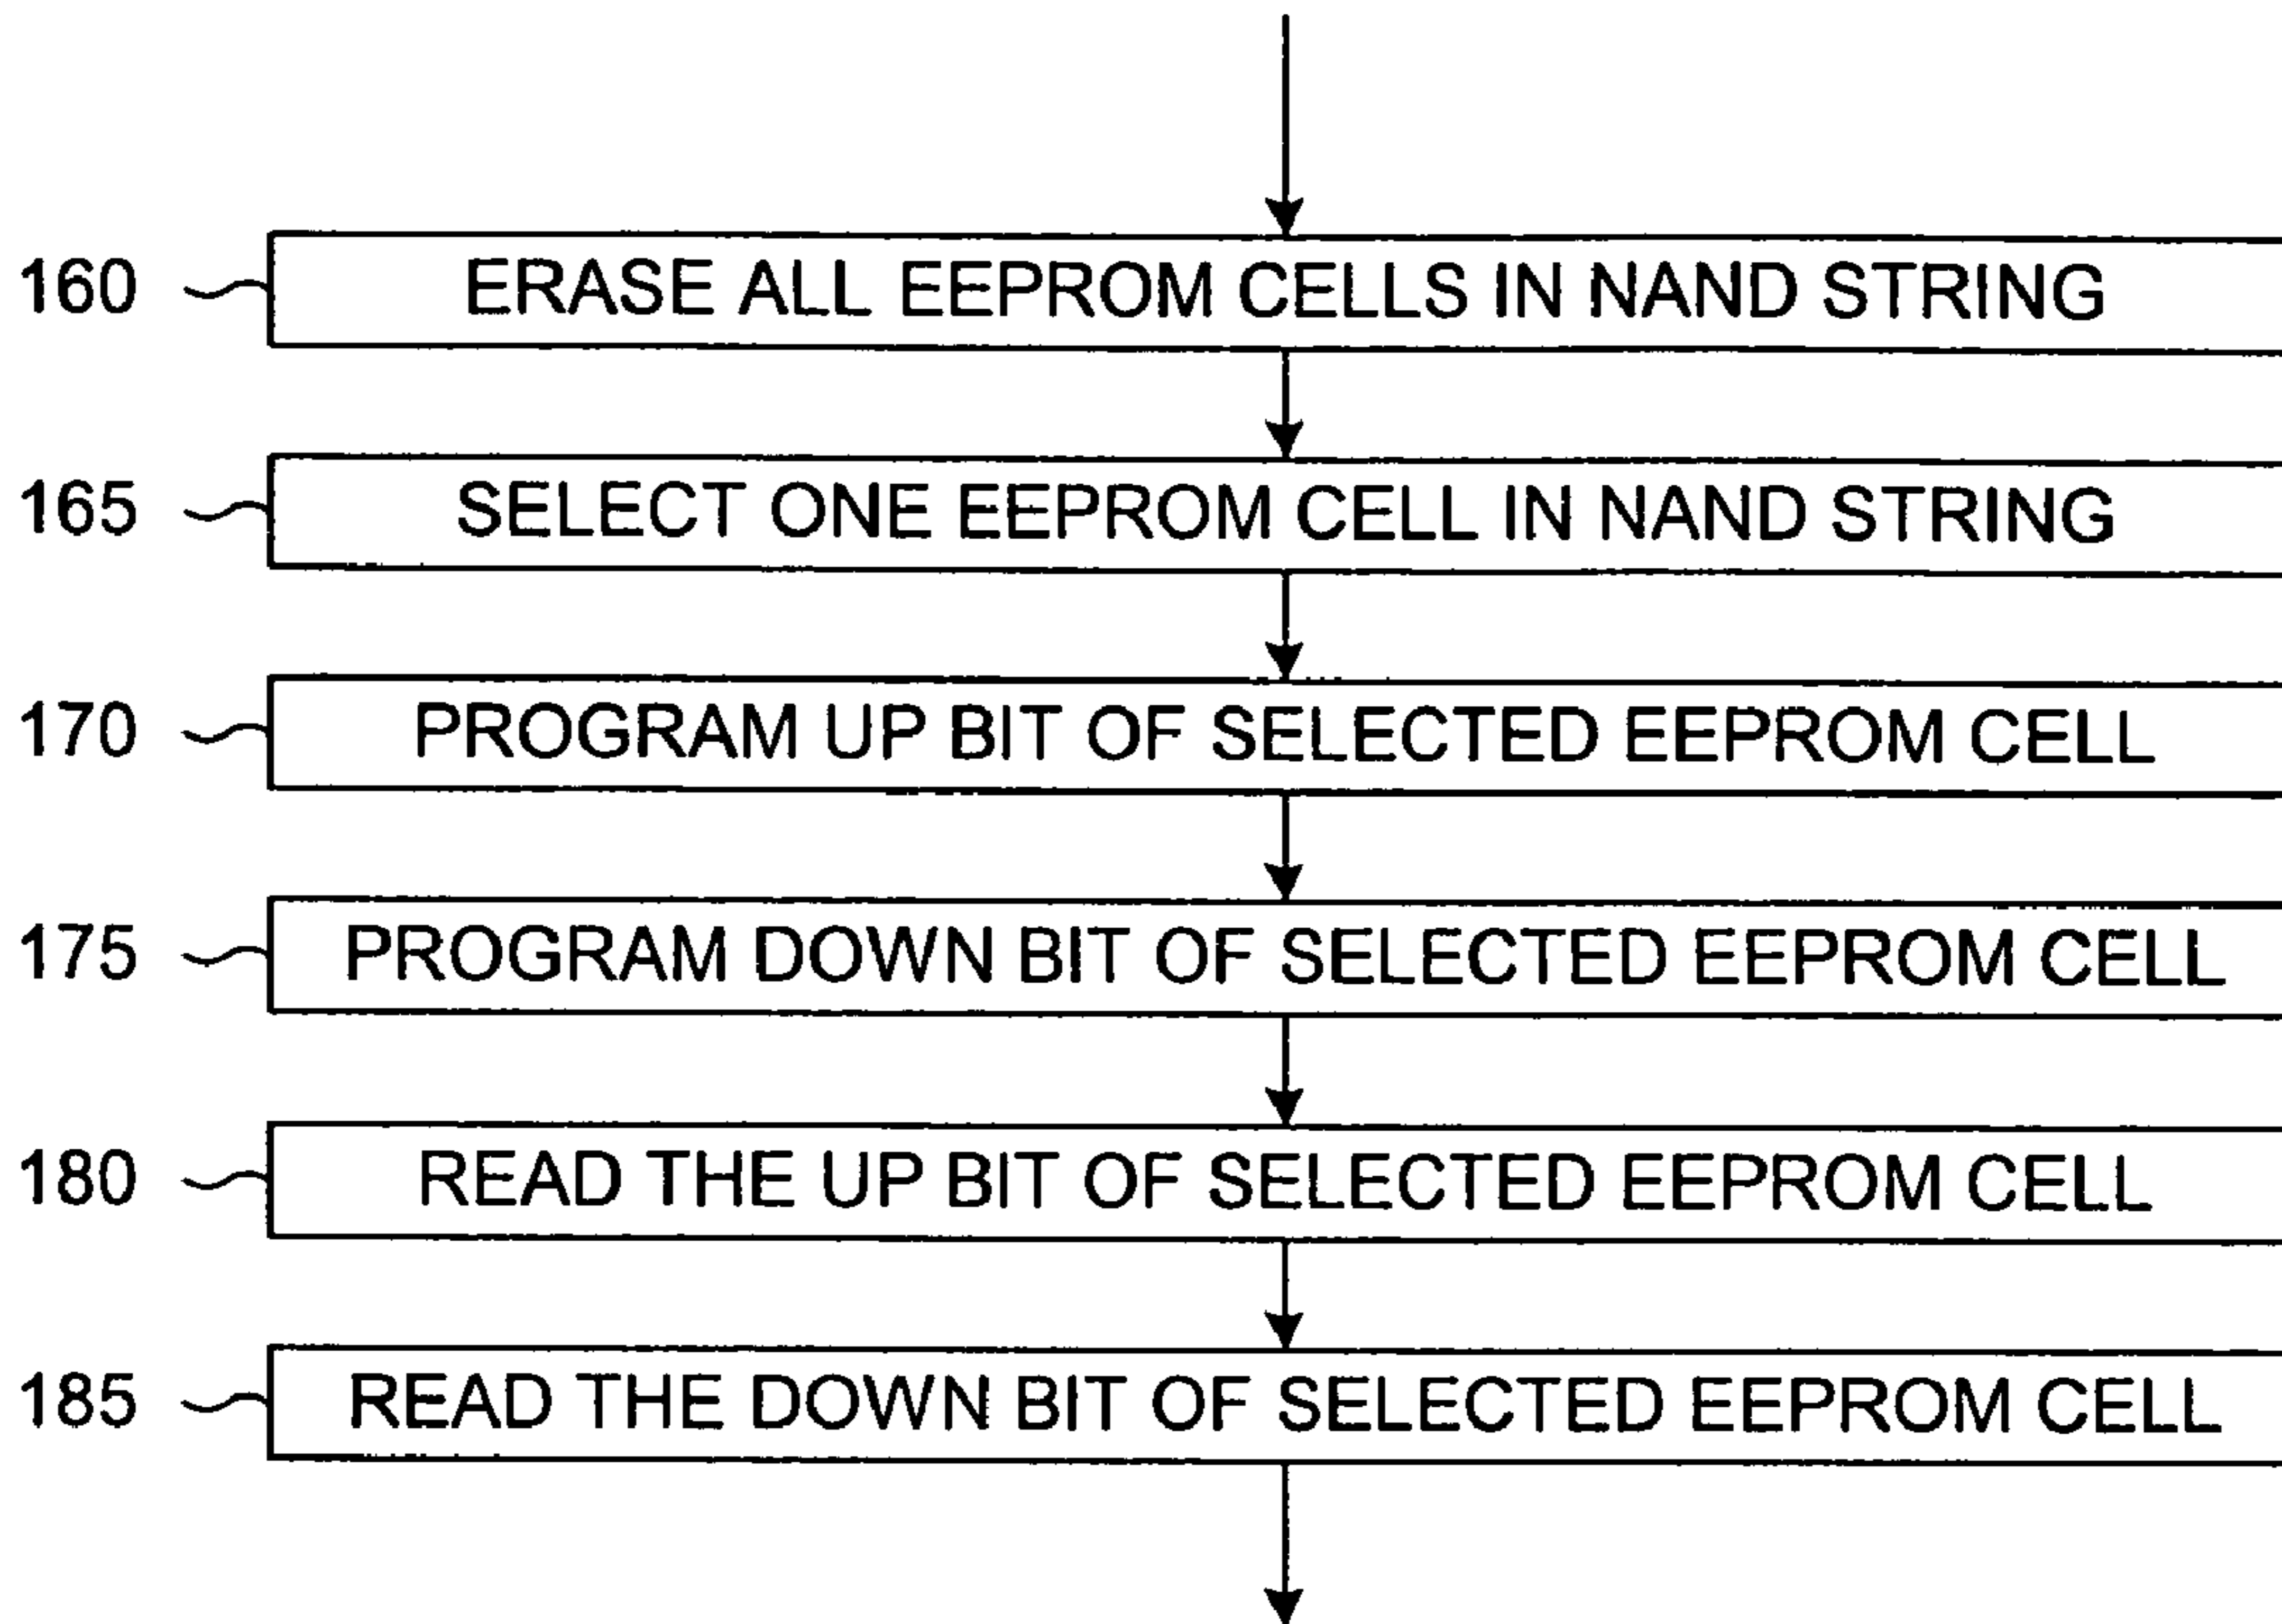 160 ERASE ALL EEPROM CELLS IN NAND STRING
165 SELECT ONE EEPROM CELL IN NAND STRING
170 PROGRAM UP BIT OF SELECTED EEPROM CELL
175 PROGRAM DOWN BIT OF SELECTED EEPROM CELL
180 READ THE UP BIT OF SELECTED EEPROM CELL
185 READ THE DOWN BIT OF SELECTED EEPROM CELL